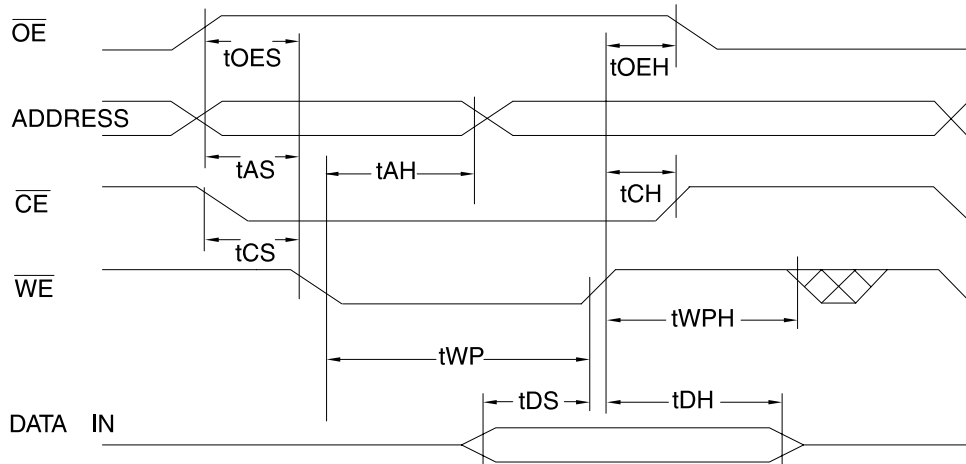 OE
tOES
tOEH
ADDRESS
tAS
tAH
tCH
CE
tCS
WE
tWPH
tWP
tDS
tDH
DATA IN